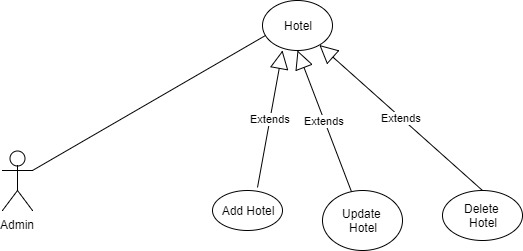 Hotel
Extends
Extends
Extends
Admin
Add Hotel
Update
Hotel
Delete
Hotel